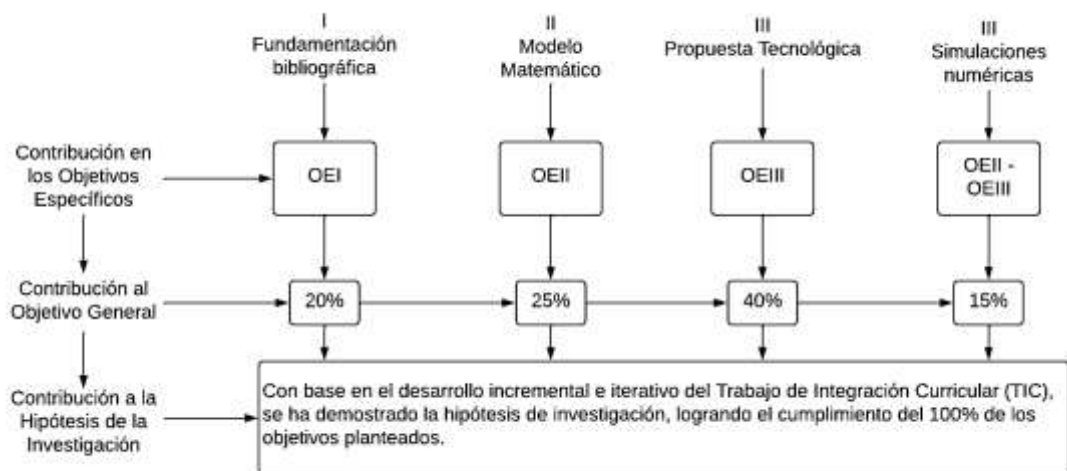 I
Fundamentación
bibliográfica
II
Modelo
Matemático
III
Propuesta Tecnológica
III
Simulaciones
numéricas
Contribución en
los Objetivos
Específicos
OEI
OEII
OEIII
OEII -
OEIII
Contribución al
Objetivo General
20%
25%
40%
15%
Contribución a la
Hipótesis de la
Investigación
Con base en el desarrollo incremental e iterativo del Trabajo de Integración Curricular (TIC),
se ha demostrado la hipótesis de investigación, logrando el cumplimiento del 100% de los
objetivos planteados.